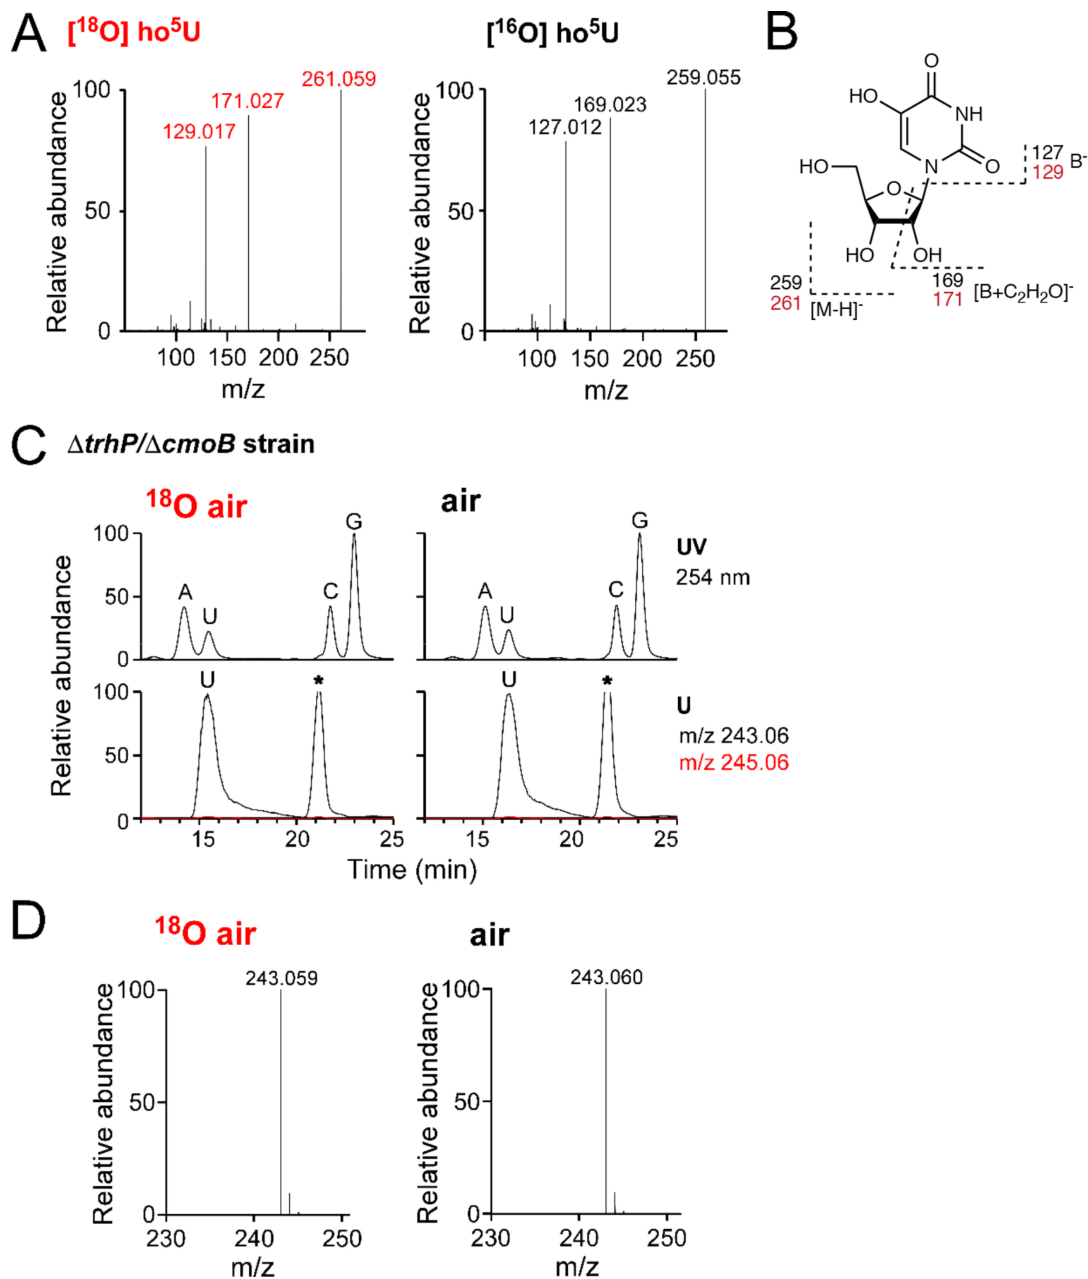 A
[¹⁸O] ho⁵U
[¹⁶O] ho⁵U
Relative abundance
100
50
0
261.059
171.027
129.017
100 150 200 250
m/z
Relative abundance
100
50
0
259.055
169.023
127.012
100 150 200 250
m/z
B
O
HO
NH
N
O
HO
O
HO
OH
127
129
B⁻
259
261
[M-H]⁻
169
171
[B+C₂H₂O]⁻
C
ΔtrhP/ΔcmoB strain
¹⁸O air
air
Relative abundance
100
50
0
A
U
C
G
A
U
C
G
UV
254 nm
100
50
0
U
*
U
*
U
m/z 243.06
m/z 245.06
15 20 25
15 20 25
Time (min)
D
¹⁸O air
air
Relative abundance
100
50
0
243.059
230 240 250
m/z
Relative abundance
100
50
0
243.060
230 240 250
m/z